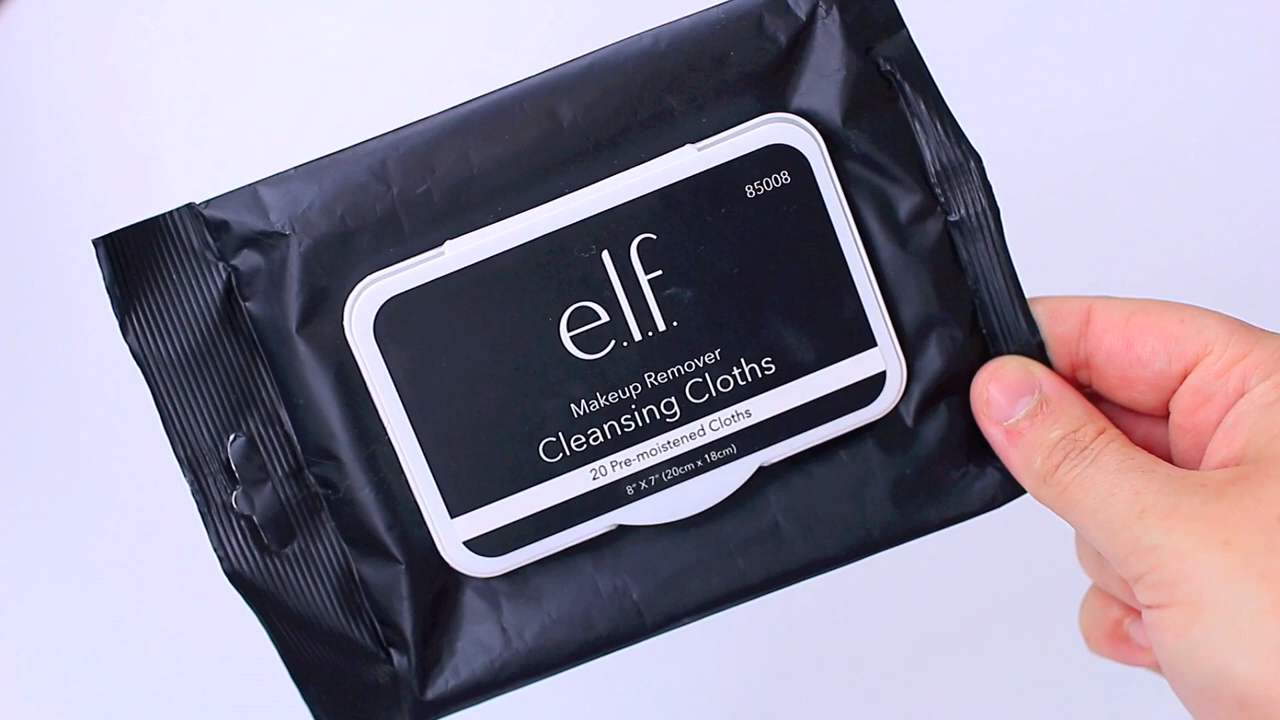 85008
e.l.f.
Makeup Remover
Cleansing Cloths
20 Pre-moistened Cloths
8" X 7" (20cm x 18cm)